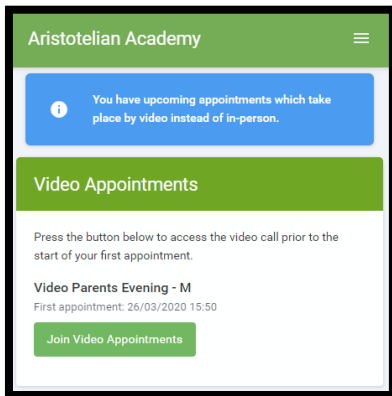 Aristotelian Academy
You have upcoming appointments which take
place by video instead of in-person.
Video Appointments
Press the button below to access the video call prior to the
start of your first appointment.
Video Parents Evening - M
First appointment: 26/03/2020 15:50
Join Video Appointments